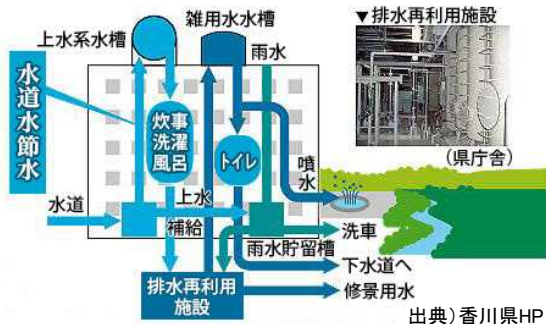 雑用水水槽
上水系水槽
雨水
▼排水再利用施設
水道水節水
炊事
洗濯
風呂
トイレ
噴水
(県庁舎)
水道
上水
補給
洗車
雨水貯留槽
下水道へ
排水再利用
施設
修景用水
出典)香川県HP